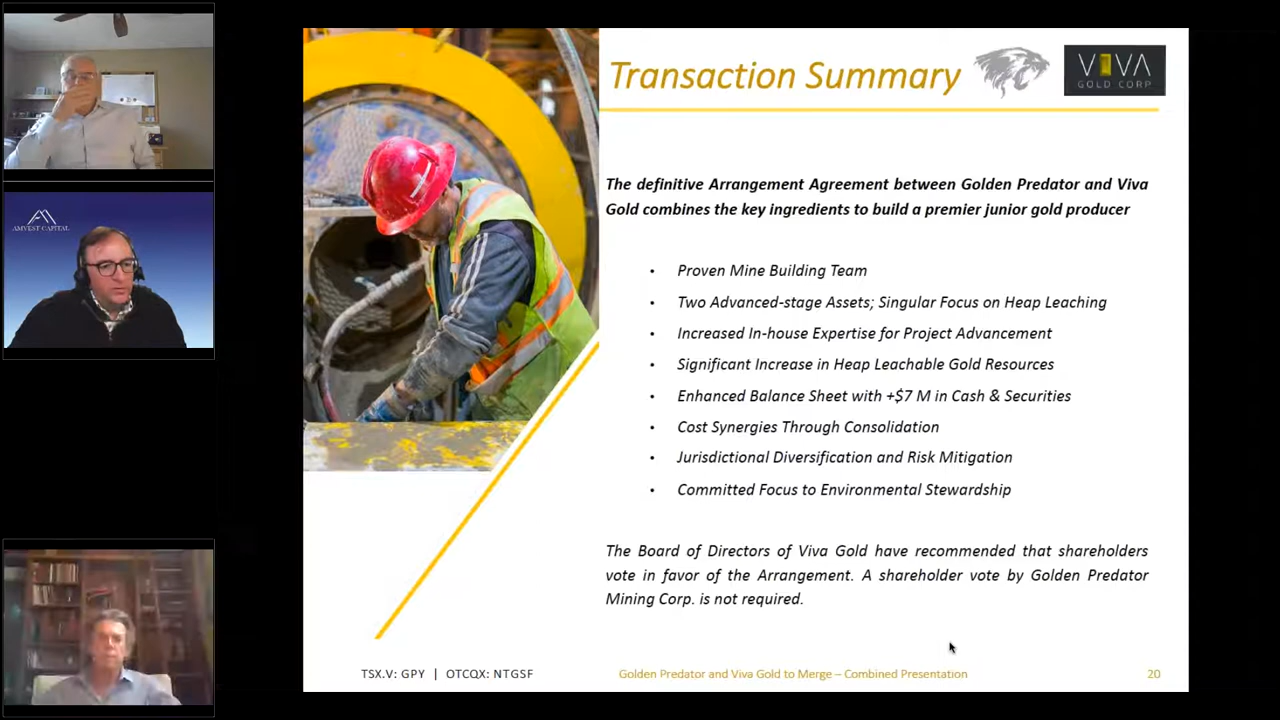 AMVEST CAPITAL
Transaction Summary
VIVA
GOLD CORP
The definitive Arrangement Agreement between Golden Predator and Viva
Gold combines the key ingredients to build a premier junior gold producer
• Proven Mine Building Team
• Two Advanced-stage Assets; Singular Focus on Heap Leaching
• Increased In-house Expertise for Project Advancement
• Significant Increase in Heap Leachable Gold Resources
• Enhanced Balance Sheet with +$7 M in Cash & Securities
• Cost Synergies Through Consolidation
• Jurisdictional Diversification and Risk Mitigation
• Committed Focus to Environmental Stewardship
The Board of Directors of Viva Gold have recommended that shareholders
vote in favor of the Arrangement. A shareholder vote by Golden Predator
Mining Corp. is not required.
TSX.V: GPY | OTCQX: NTGSF
Golden Predator and Viva Gold to Merge – Combined Presentation
20